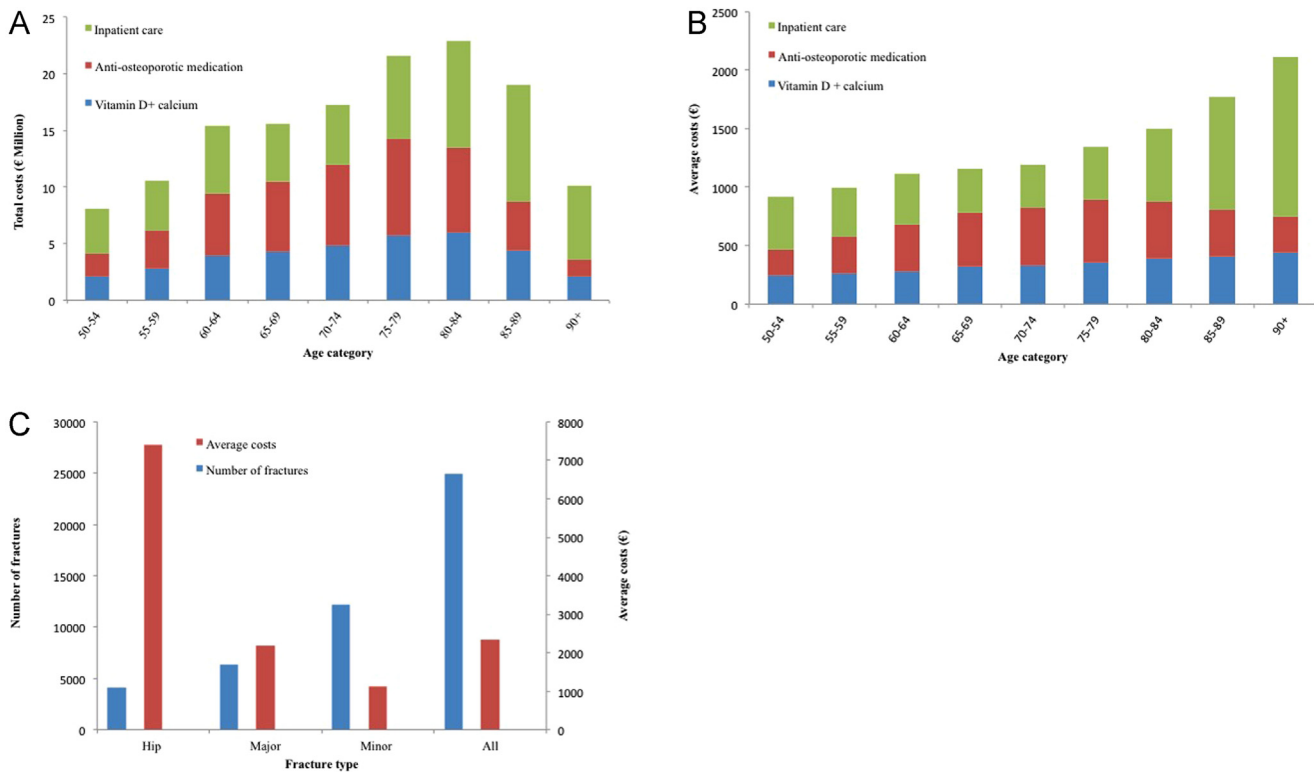 A
25
20
15
10
5
0
Total costs (€ Million)
Inpatient care
Anti-osteoporotic medication
Vitamin D+ calcium
50-54
55-59
60-64
65-69
70-74
75-79
80-84
85-89
90+
Age category
B
2500
2000
1500
1000
500
0
Average costs (€)
Inpatient care
Anti-osteoporotic medication
Vitamin D + calcium
50-54
55-59
60-64
65-69
70-74
75-79
80-84
85-89
90+
Age category
C
30000
25000
20000
15000
10000
5000
0
Number of fractures
Average costs
Number of fractures
8000
7000
6000
5000
4000
3000
2000
1000
0
Average costs (€)
Hip
Major
Minor
All
Fracture type